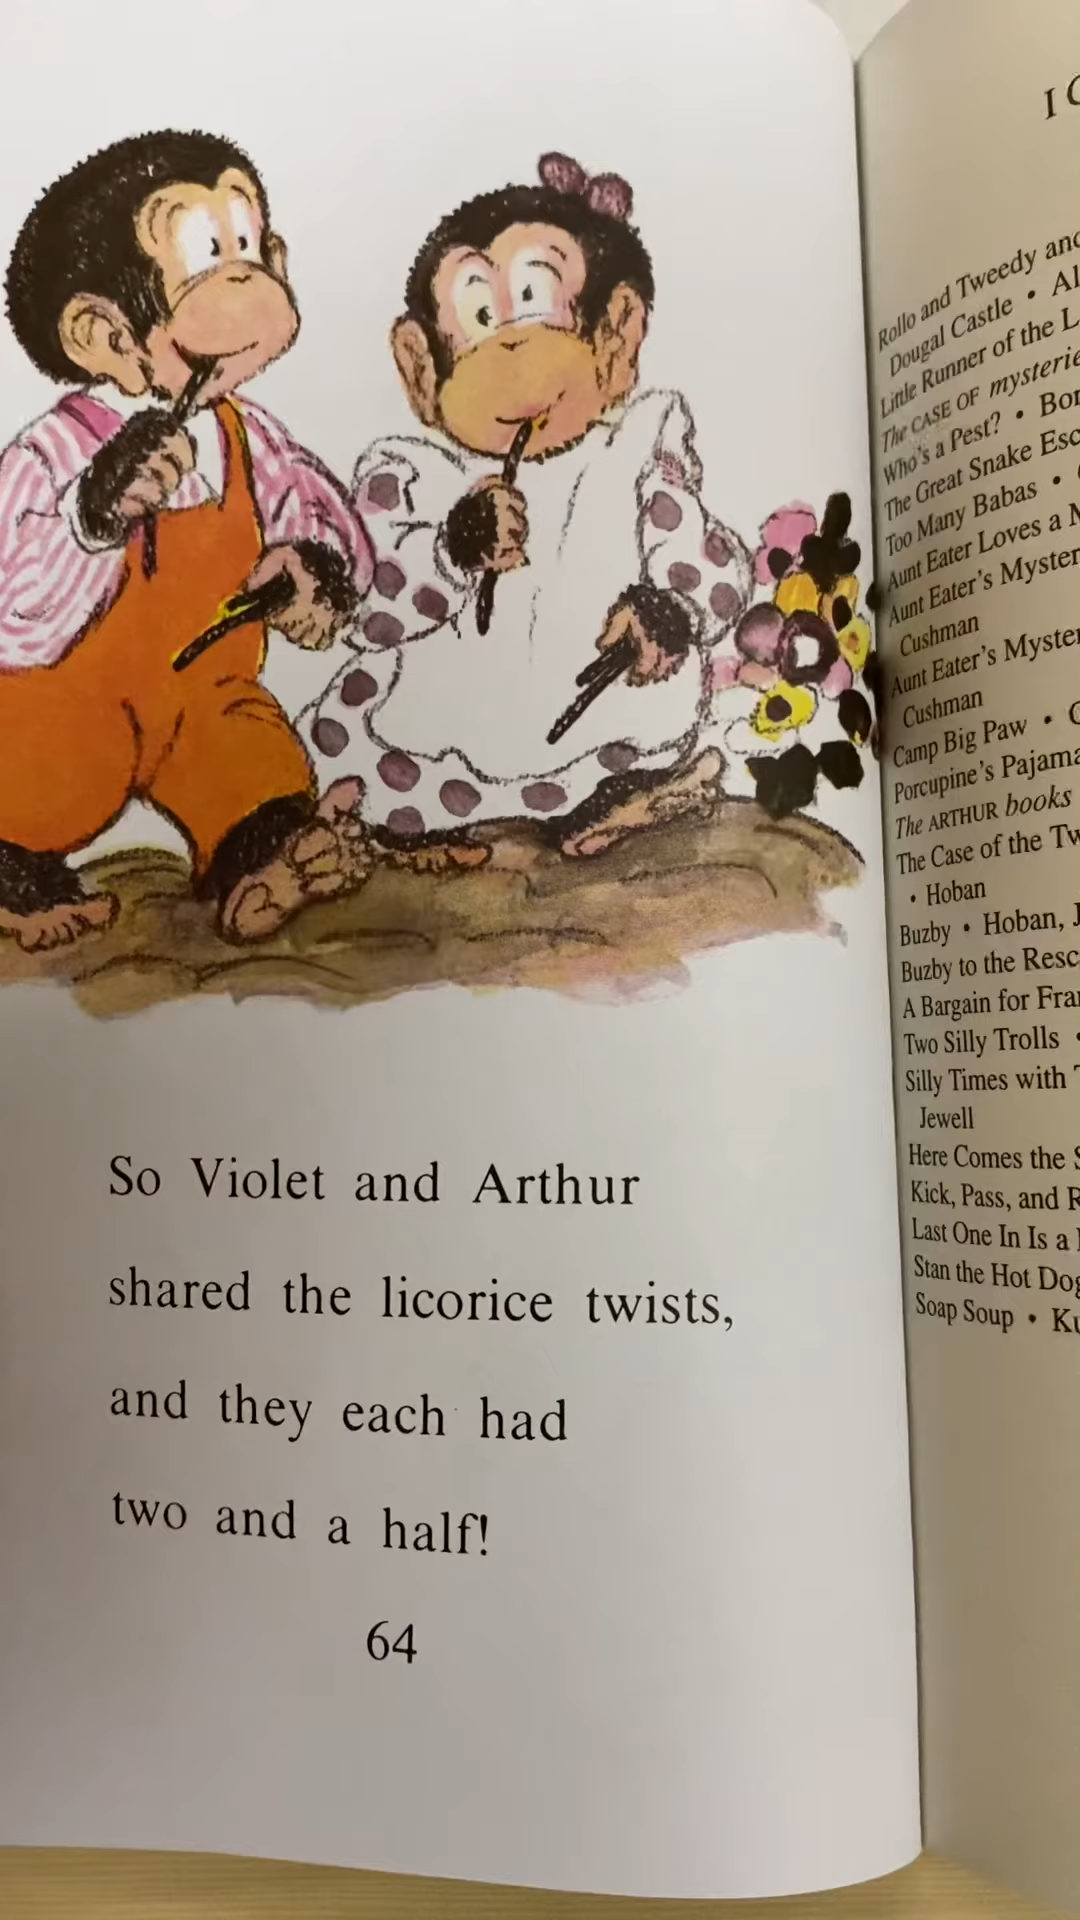 So Violet and Arthur
shared the licorice twists,
and they each had
two and a half!
64
I
Rollo and Tweedy and
Dougal Castle •
Little Runner of the
The CASE OF
Who's a Pest? •
The Great Snake
Too Many Babas •
Aunt Eater Loves a
Aunt Eater's
Cushman
Aunt Eater's
Cushman
Camp Big Paw •
Porcupine's
The ARTHUR books
The Case of the
• Hoban
Buzby • Hoban,
Buzby to the
A Bargain for
Two Silly Trolls
Silly Times with
Jewell
Here Comes the
Kick, Pass, and
Last One In Is a
Stan the Hot
Soap Soup •